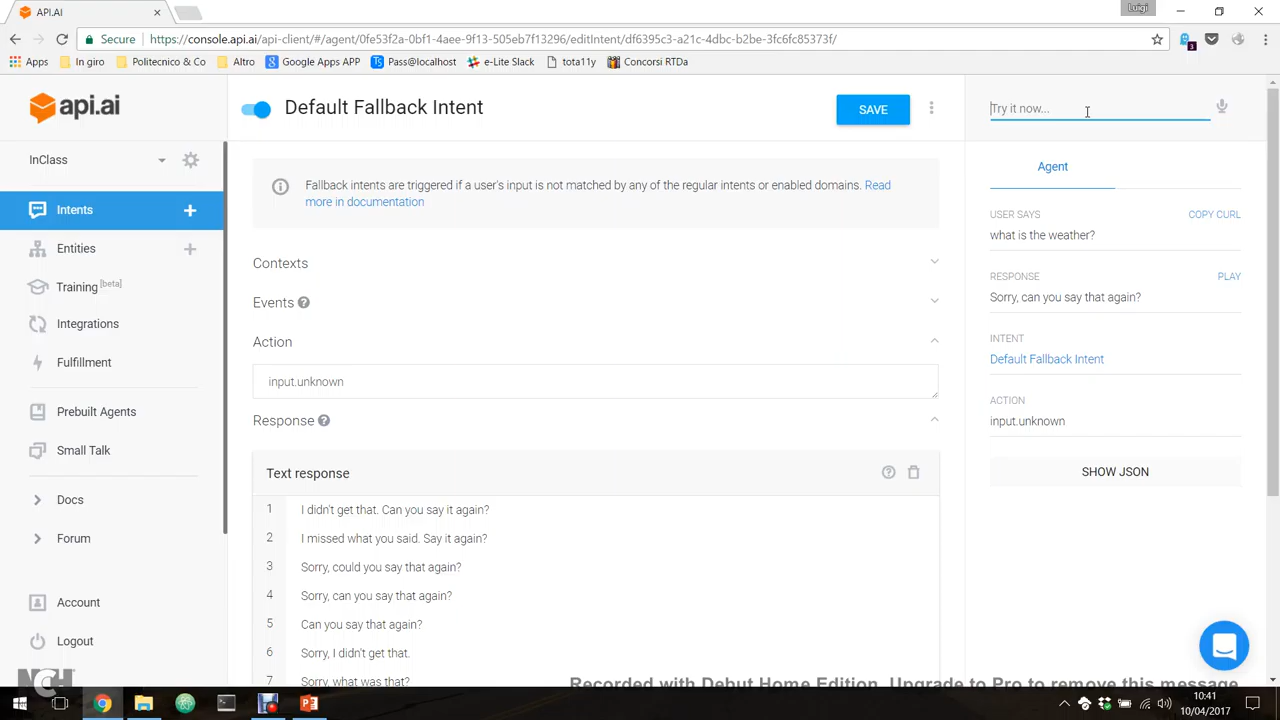 API.AI
Luigi
Secure
https://console.api.ai/api-client/#/agent/0fe53f2a-0bf1-4aee-9f13-505eb7f13296/editIntent/df6395c3-a21c-4dbc-b2be-3fc6fc85373f/
3
Apps In giro Politecnico & Co Altro Google Apps APP Pass@localhost e-Lite Slack tota11y Concorsi RTDa
api.ai
Default Fallback Intent
SAVE
Try it now...
InClass
Fallback intents are triggered if a user's input is not matched by any of the regular intents or enabled domains. Read
more in documentation
Agent
Intents
USER SAYS COPY CURL
what is the weather?
Entities
Contexts
Training [beta]
RESPONSE PLAY
Sorry, can you say that again?
Events
Integrations
Action
INTENT
Default Fallback Intent
Fulfillment
input.unknown
ACTION
input.unknown
Prebuilt Agents
Response
Small Talk
Text response
SHOW JSON
Docs
1 I didn't get that. Can you say it again?
Forum
2 I missed what you said. Say it again?
3 Sorry, could you say that again?
4 Sorry, can you say that again?
Account
5 Can you say that again?
Logout
6 Sorry, I didn't get that.
7 Sorry, what was that?
NCH
Recorded with Debut Home Edition. Upgrade to Pro to remove this message
10:41
10/04/2017